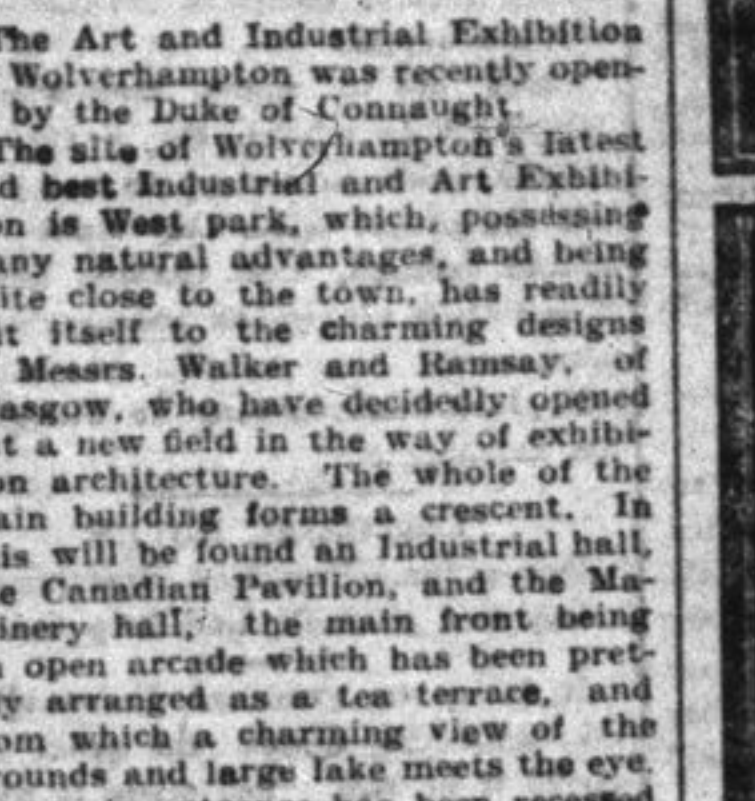 The Art and Industrial Exhibition
Wolverhampton was recently open-
by the Duke of Connaught.
The site of Wolverhampton's latest
d best Industrial and Art Exhibi-
on is West park, which, possessing
any natural advantages, and being
ite close to the town, has readily
t itself to the charming designs
Messrs. Walker and Ramsay, of
asgow, who have decidedly opened
t a new field in the way of exhibi-
on architecture. The whole of the
ain building forms a crescent. In
is will be found an Industrial hall,
e Canadian Pavilion, and the Ma-
inery hall, the main front being
open arcade which has been pret-
y arranged as a tea terrace, and
om which a charming view of the
ounds and large lake meets the eye.
has been